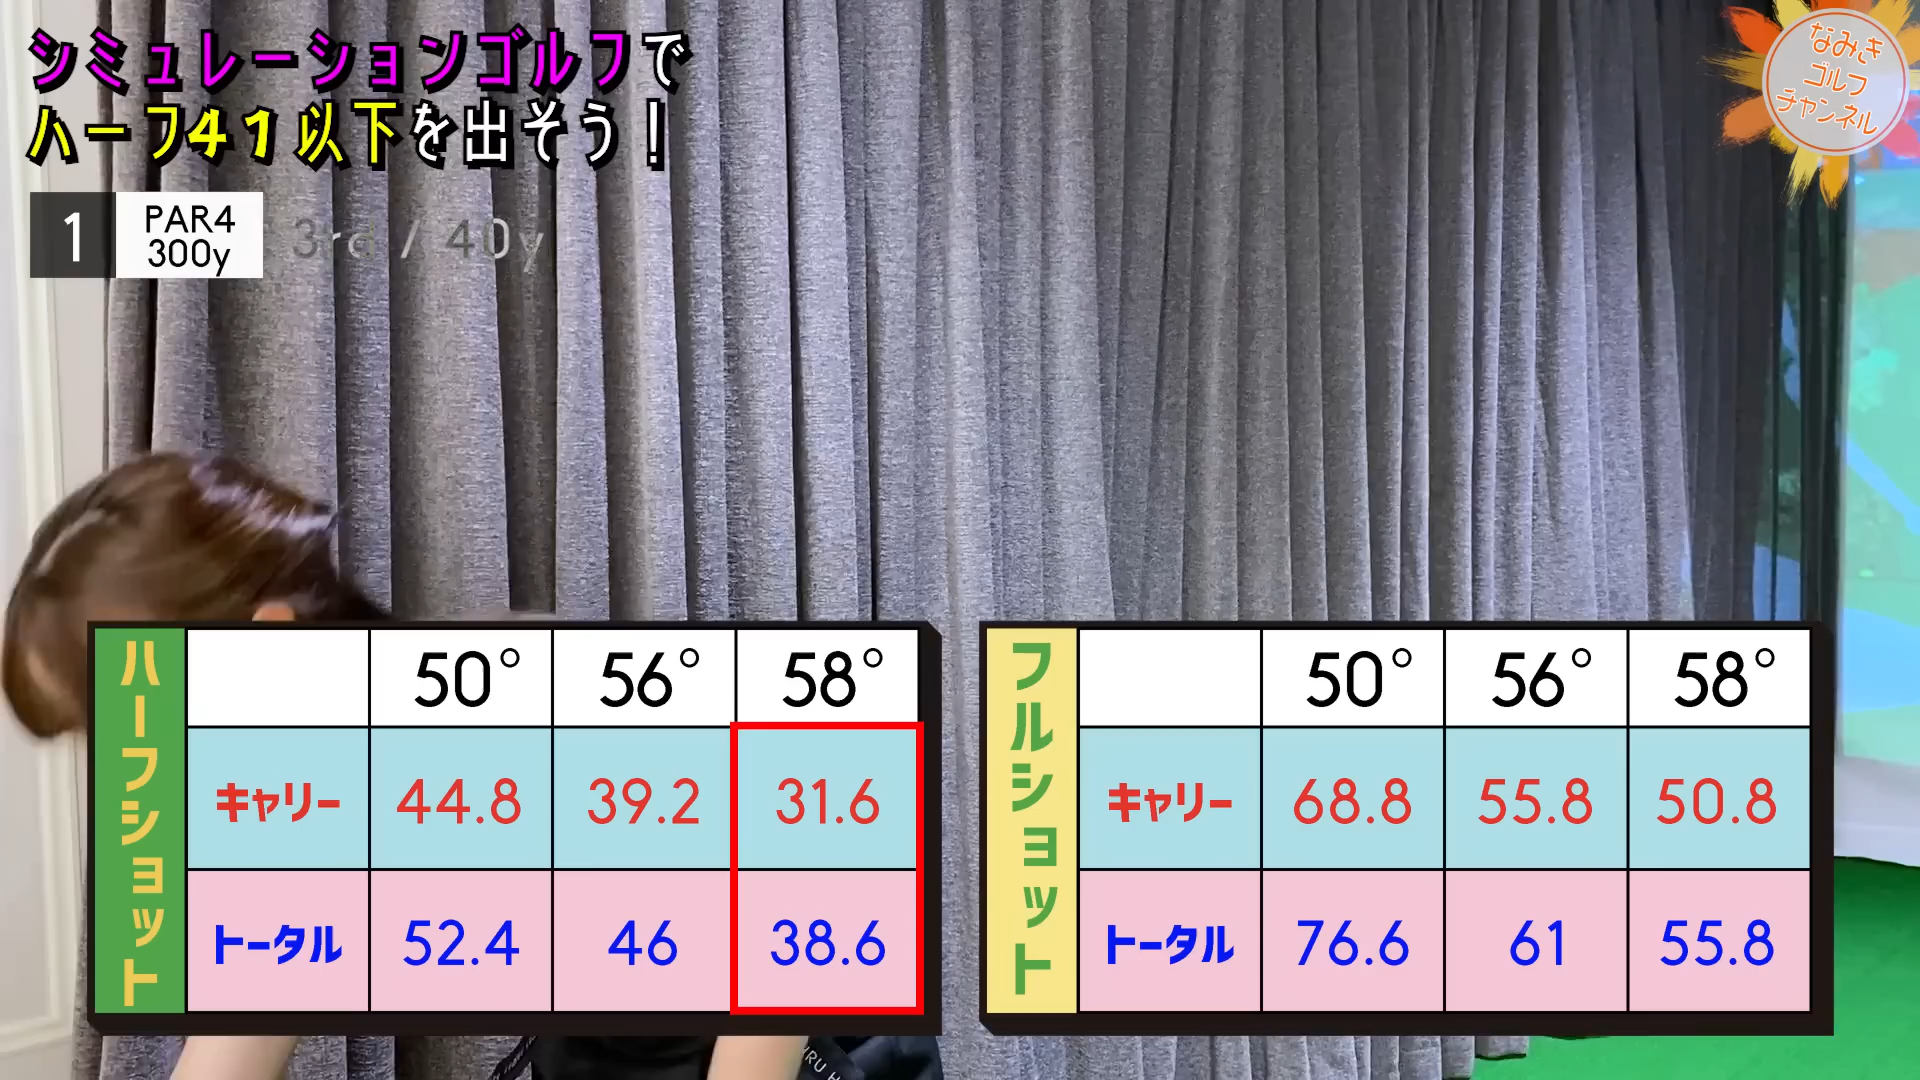 シミュレーションゴルフで
ハーフ41以下を出そう！
なみき
ゴルフ
チャンネル
1
PAR4
300y
3rd / 40y
ハーフショット
50° 56° 58°
キャリー 44.8 39.2 31.6
トータル 52.4 46 38.6
フルショット
50° 56° 58°
キャリー 68.8 55.8 50.8
トータル 76.6 61 55.8